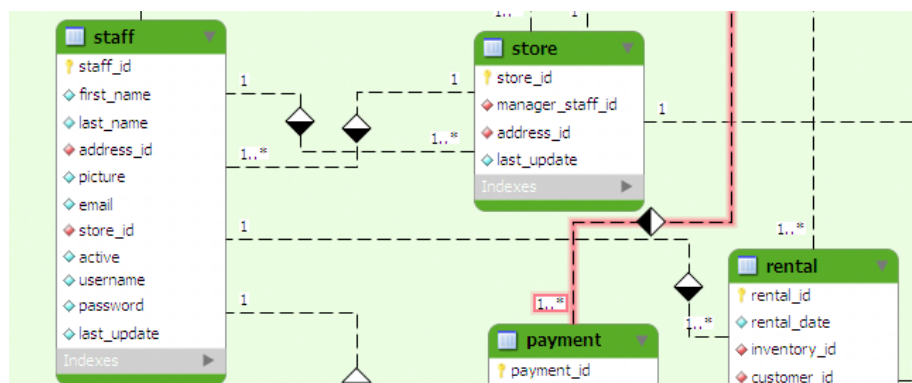 staff
staff_id
first_name
last_name
address_id
picture
email
store_id
active
username
password
last_update
Indexes
1
1..*
1
1
1
1..*
1..*
1
store
store_id
manager_staff_id
address_id
last_update
Indexes
1
1..*
payment
payment_id
1..*
1..*
rental
rental_id
rental_date
inventory_id
customer_id